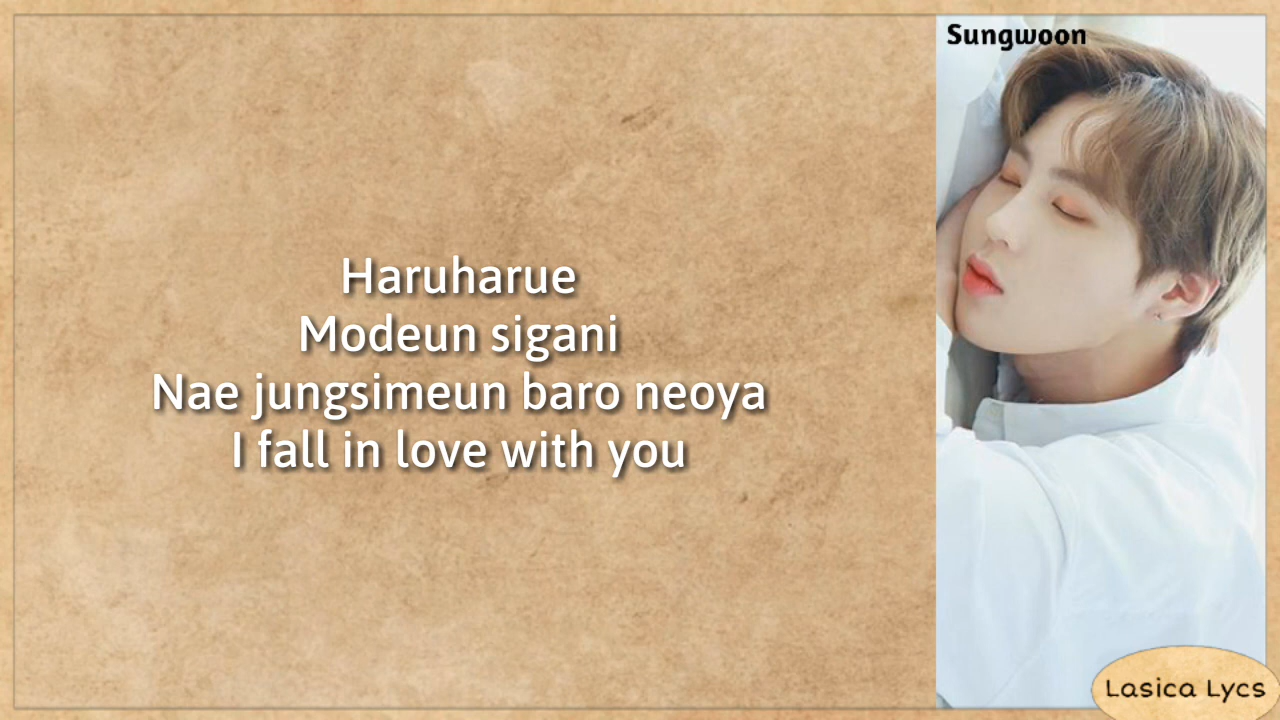 Sungwoon
Haruharue
Modeun sigani
Nae jungsimeun baro neoya
I fall in love with you
Lasica Lycs